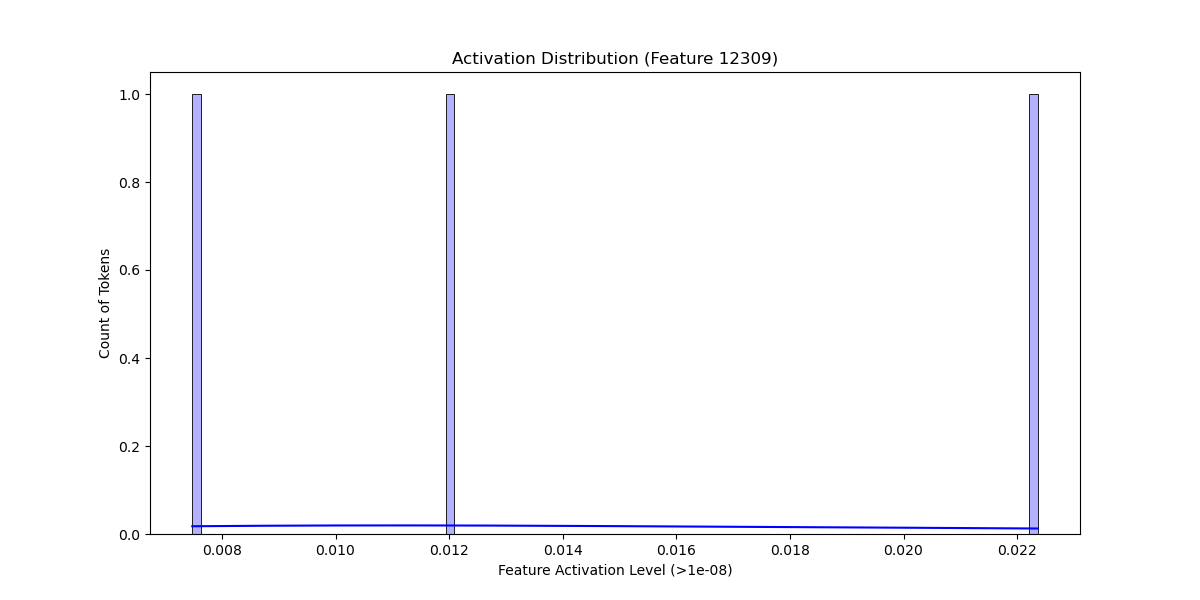 Activation Distribution (Feature 12309)
1.0
0.8
0.6
0.4
0.2
0.0
Count of Tokens
0.008 0.010 0.012 0.014 0.016 0.018 0.020 0.022
Feature Activation Level (>1e-08)